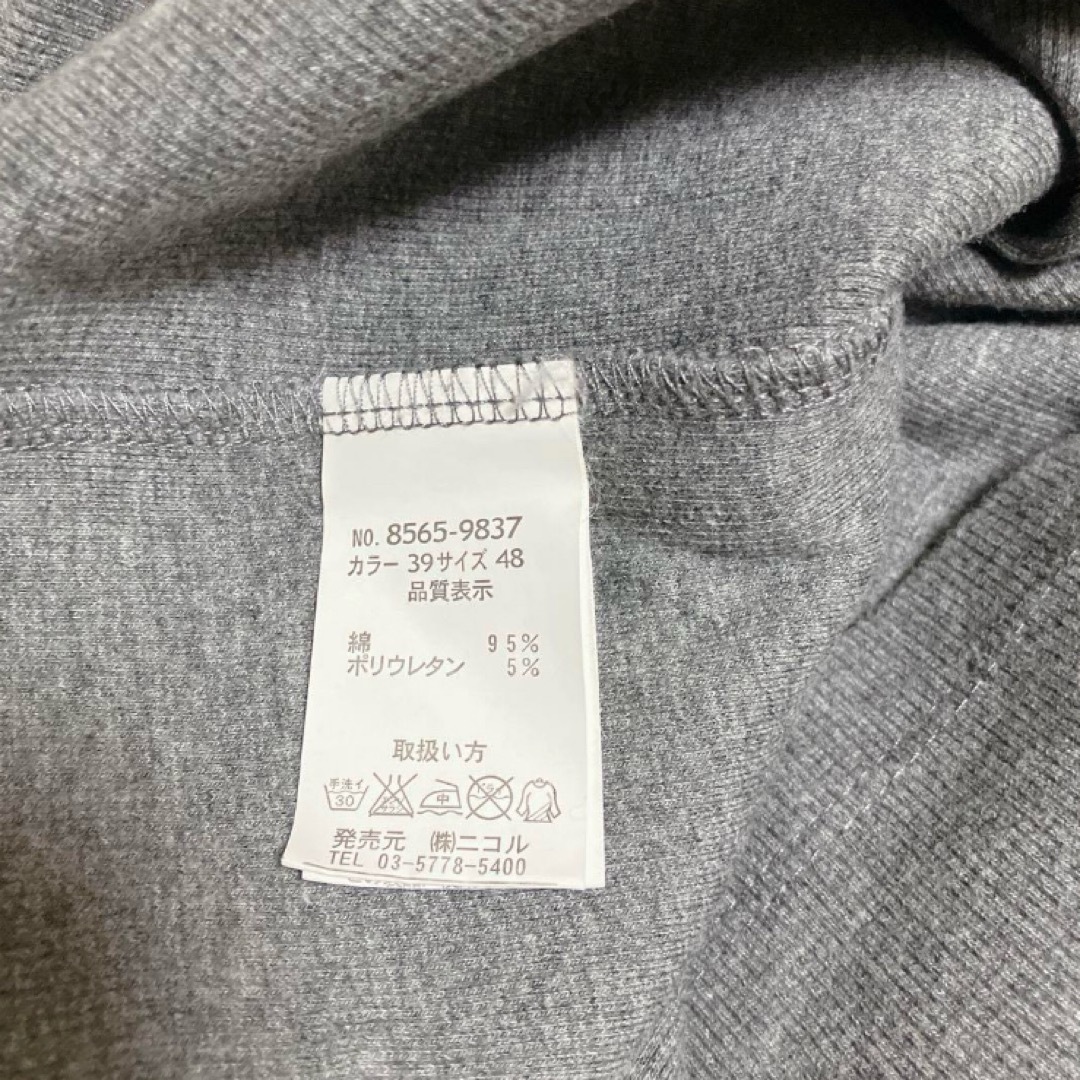 NO. 8565-9837
カラー 39サイズ 48
品質表示
綿 95%
ポリウレタン 5%
取扱い方
手洗イ 30 中
発売元 ㈱ニコル
TEL 03-5778-5400